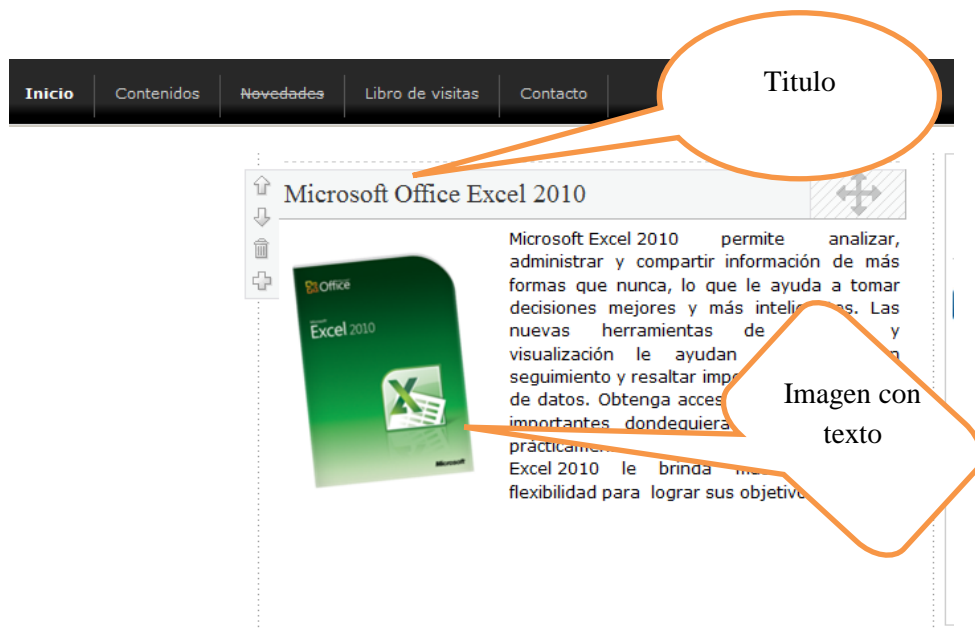 Titulo
Inicio Contenidos Novedades Libro de visitas Contacto
Microsoft Office Excel 2010
Office
Microsoft
Excel 2010
Microsoft
Microsoft Excel 2010 permite analizar,
administrar y compartir información de más
formas que nunca, lo que le ayuda a tomar
decisiones mejores y más Las
nuevas herramientas de y
visualización le ayudan
seguimiento y resaltar
de datos. Obtenga
importantes dondequiera
Excel 2010 le brinda
flexibilidad para lograr sus
Imagen con
texto